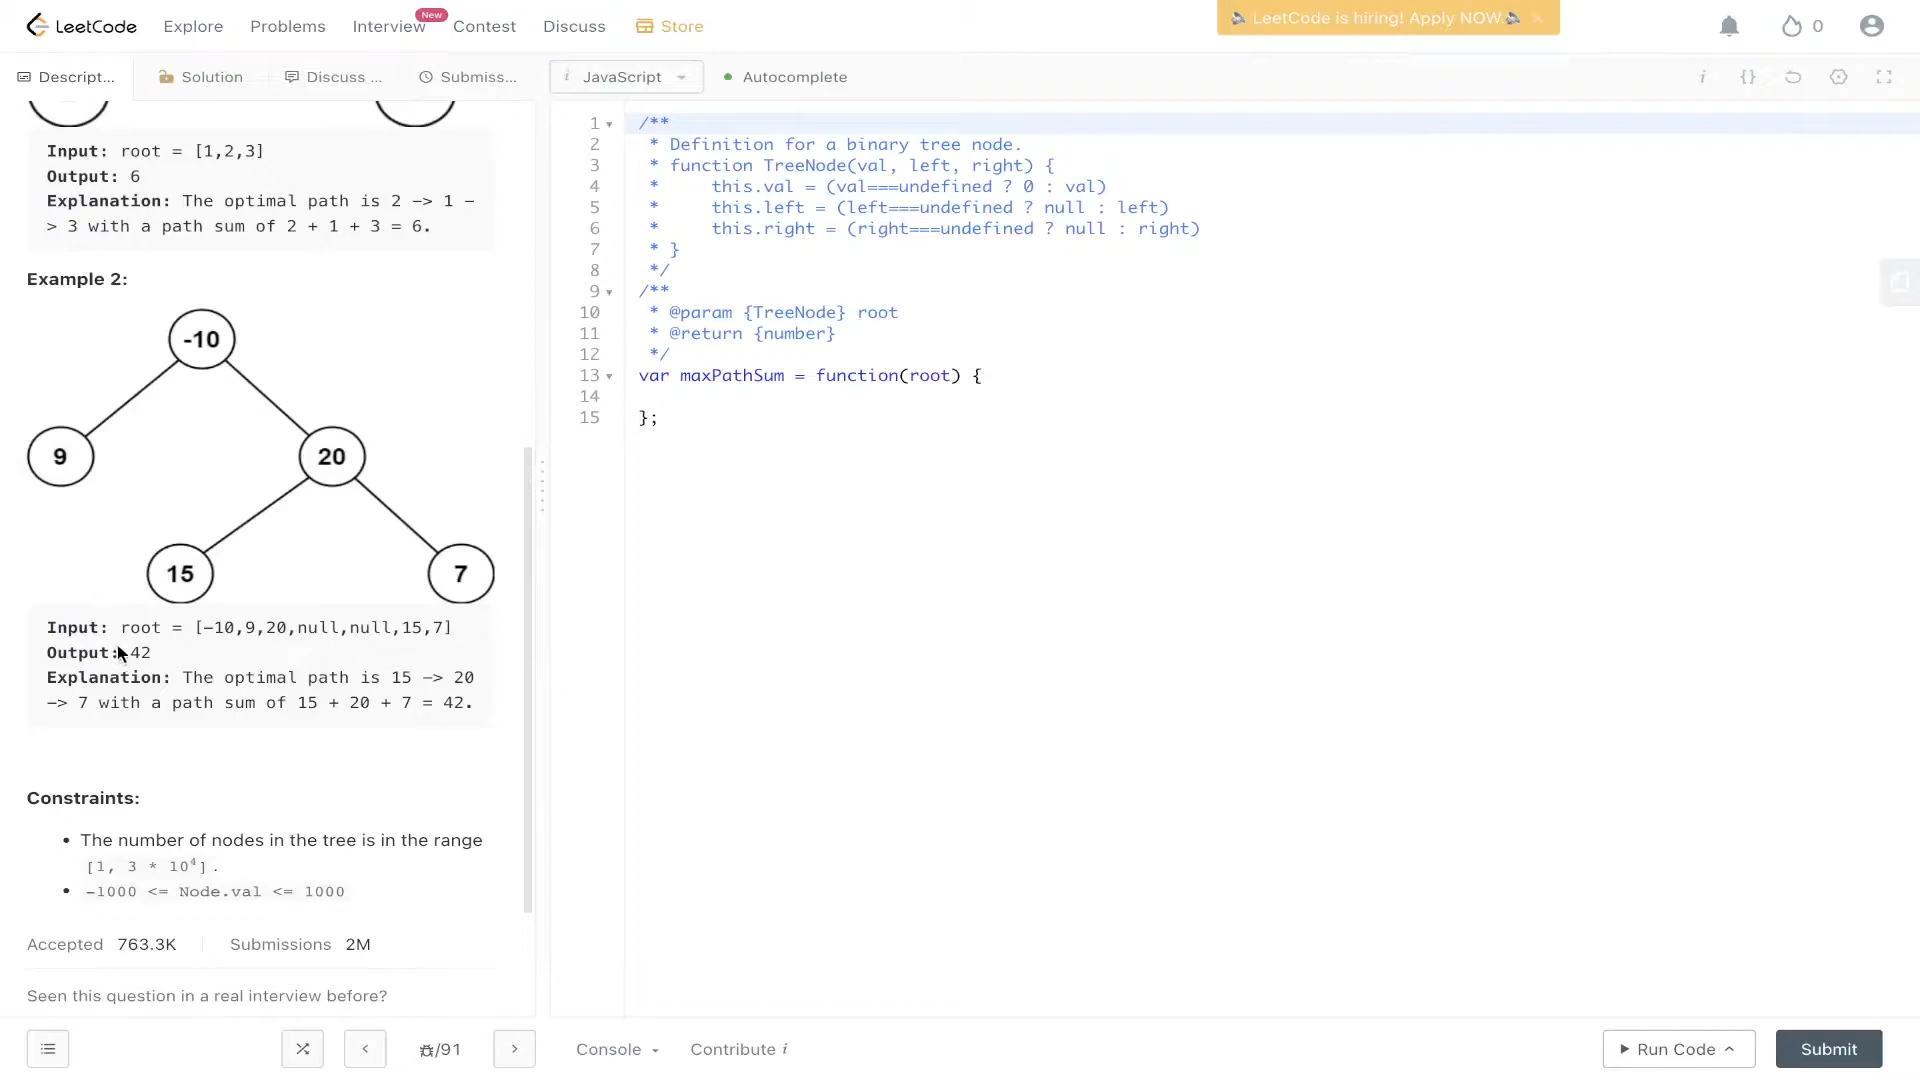 LeetCode
Explore
Problems
Interview
New
Contest
Discuss
Store
LeetCode is hiring! Apply NOW.
0
Descript...
Solution
Discuss ...
Submiss...
i JavaScript
Autocomplete
i {}
Input: root = [1,2,3]
Output: 6
Explanation: The optimal path is 2 -> 1 -
> 3 with a path sum of 2 + 1 + 3 = 6.
Example 2:
-10
9
20
15
7
Input: root = [-10,9,20,null,null,15,7]
Output: 42
Explanation: The optimal path is 15 -> 20
-> 7 with a path sum of 15 + 20 + 7 = 42.
Constraints:
• The number of nodes in the tree is in the range
[1, 3 * 10⁴].
• -1000 <= Node.val <= 1000
Accepted 763.3K Submissions 2M
Seen this question in a real interview before?
1 /**
2 * Definition for a binary tree node.
3 * function TreeNode(val, left, right) {
4 *     this.val = (val===undefined ? 0 : val)
5 *     this.left = (left===undefined ? null : left)
6 *     this.right = (right===undefined ? null : right)
7 * }
8 */
9 /**
10 * @param {TreeNode} root
11 * @return {number}
12 */
13 var maxPathSum = function(root) {
14
15 };
/91
Console
Contribute i
Run Code
Submit